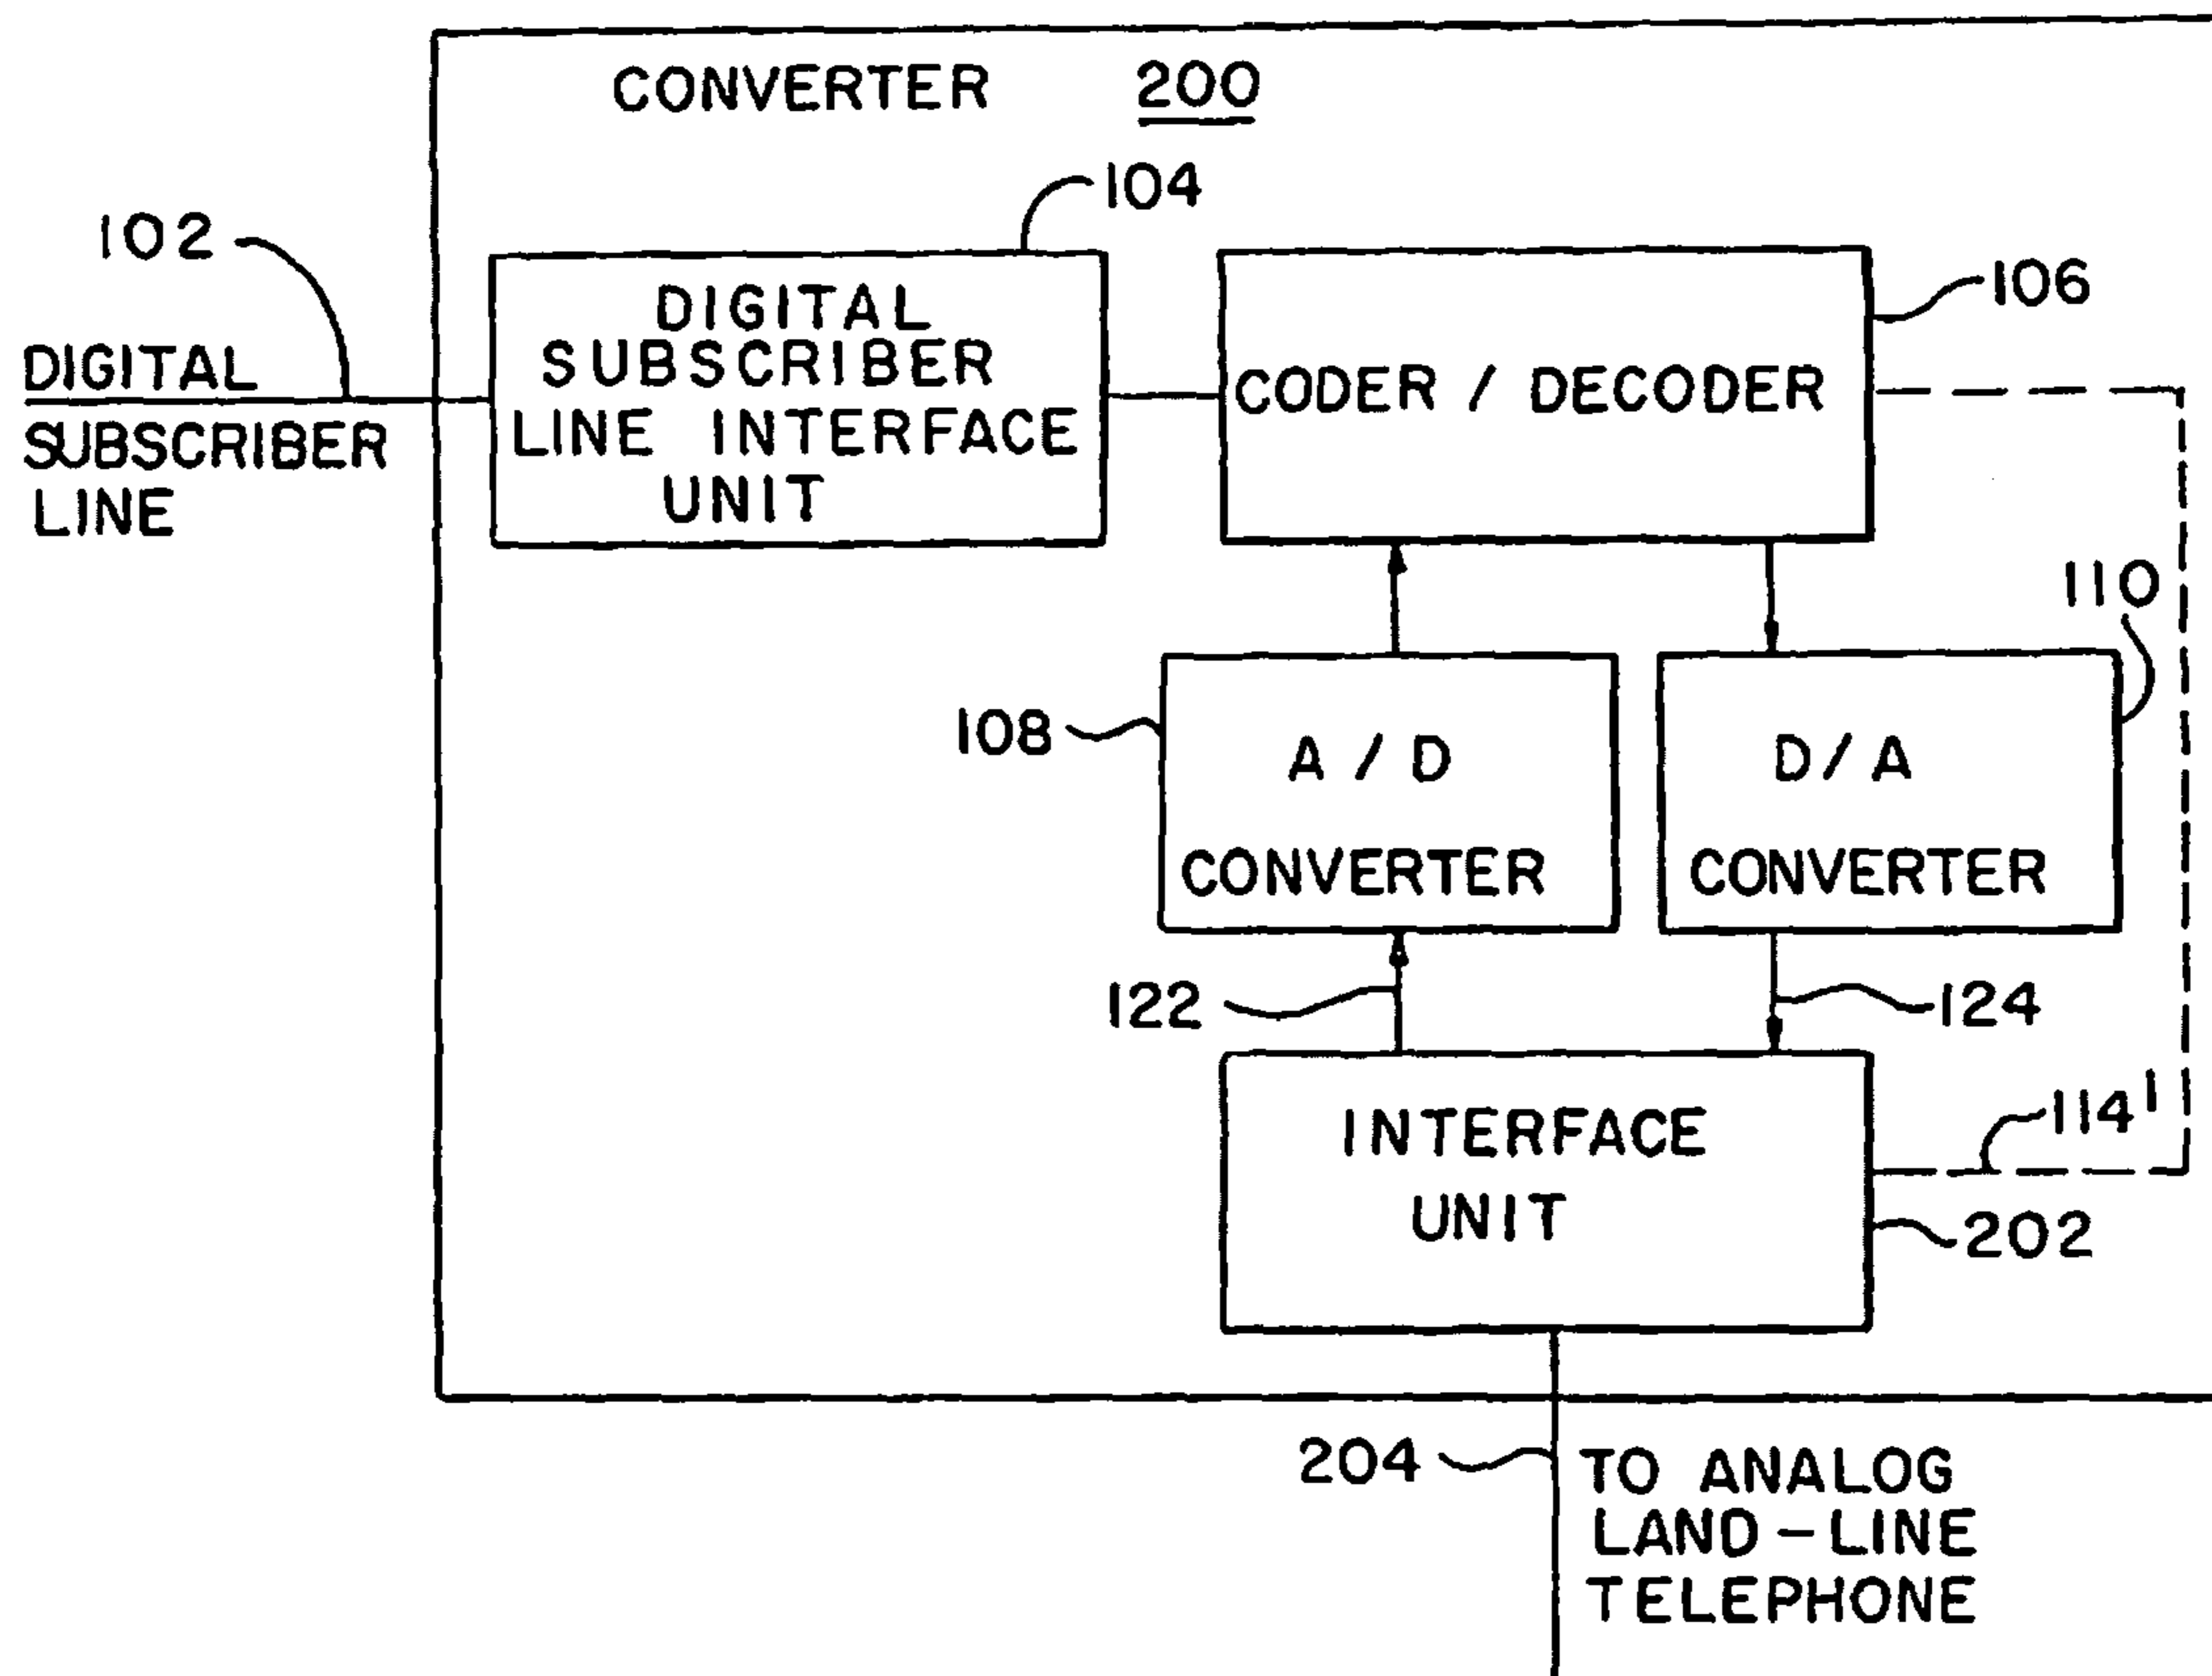 CONVERTER 200
104
102
106
DIGITAL
SUBSCRIBER
LINE
DIGITAL
SUBSCRIBER
LINE INTERFACE
UNIT
CODER / DECODER
110
108
A / D
CONVERTER
D / A
CONVERTER
122
124
INTERFACE
UNIT
114'
202
204
TO ANALOG
LAND-LINE
TELEPHONE